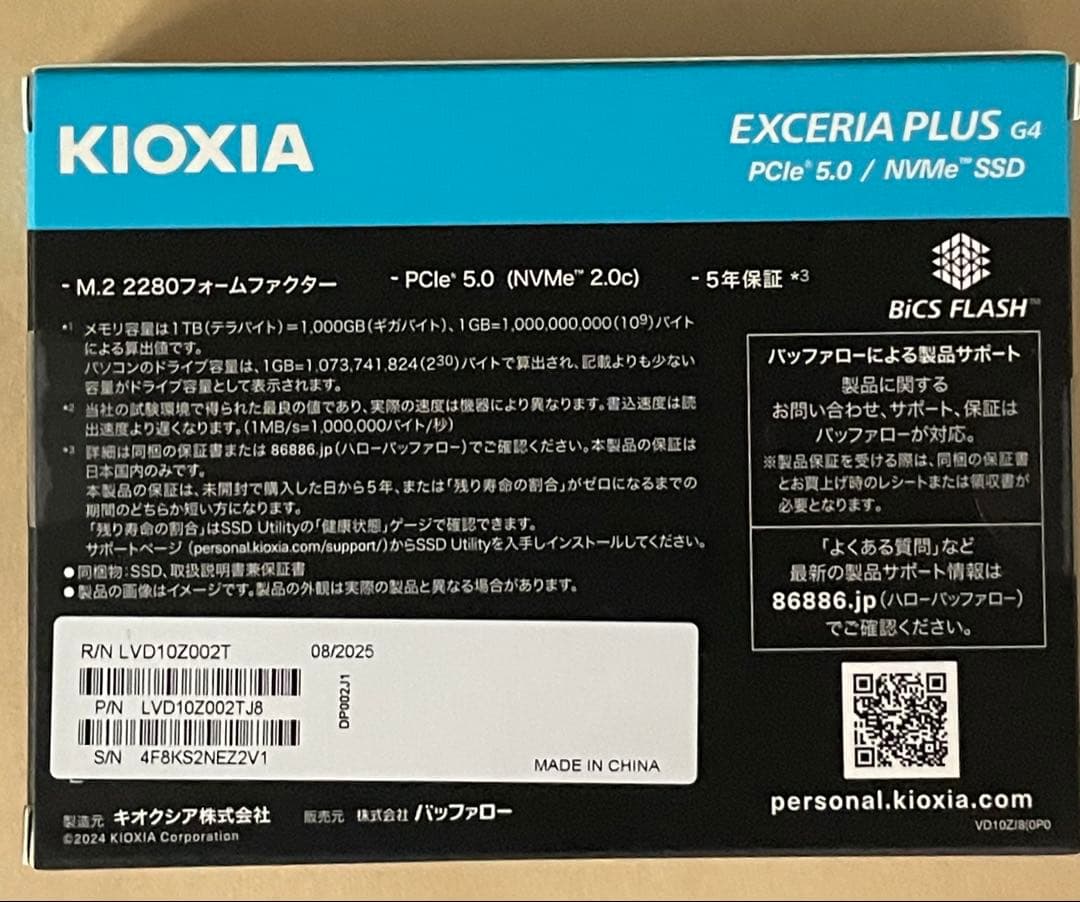 KIOXIA
EXCERIA PLUS G4
PCIe® 5.0 / NVMe™ SSD
- M.2 2280フォームファクター
- PCIe® 5.0 (NVMe™ 2.0c)
- 5年保証 *3
BiCS FLASH™
*1 メモリ容量は1TB(テラバイト)=1,000GB(ギガバイト)、1GB=1,000,000,000(10⁹)バイト
による算出値です。
パソコンのドライブ容量は、1GB=1.073,741,824(2³⁰)バイトで算出され、記載よりも少ない
容量がドライブ容量として表示されます。
*2 当社の試験環境で得られた最良の値であり、実際の速度は機器により異なります。書込速度は読
出速度より遅くなります。(1MB/s=1,000,000バイト/秒)
*3 詳細は同梱の保証書または 86886.jp(ハローバッファロー)でご確認ください。本製品の保証は
日本国内のみです。
本製品の保証は、未開封で購入した日から5年、または「残り寿命の割合」がゼロになるまでの
期間のどちらか短い方になります。
「残り寿命の割合」はSSD Utilityの「健康状態」ゲージで確認できます。
サポートページ (personal.kioxia.com/support/)からSSD Utilityを入手しインストールしてください。
●同梱物:SSD、取扱説明書兼保証書
●製品の画像はイメージです。製品の外観は実際の製品と異なる場合があります。
バッファローによる製品サポート
製品に関する
お問い合わせ、サポート、保証は
バッファローが対応。
※製品保証を受ける際は、同梱の保証書
とお買上げ時のレシートまたは領収書が
必要となります。
「よくある質問」など
最新の製品サポート情報は
86886.jp(ハローバッファロー)
でご確認ください。
R/N LVD10Z002T
08/2025
P/N LVD10Z002TJ8
DP002J1
S/N 4F8KS2NEZ2V1
MADE IN CHINA
personal.kioxia.com
VD10ZJ8(0P0
製造元 キオクシア株式会社
販売元 株式会社 バッファロー
©2024 KIOXIA Corporation